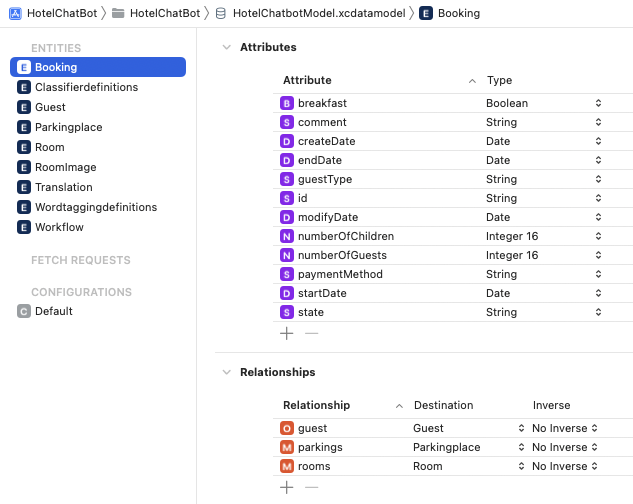 HotelChatBot HotelChatBot HotelChatbotModel.xcdatamodel E Booking
ENTITIES
E Booking
E Classifierdefinitions
E Guest
E Parkingplace
E Room
E RoomImage
E Translation
E Wordtaggingdefinitions
E Workflow
FETCH REQUESTS
CONFIGURATIONS
C Default
Attributes
Attribute Type
B breakfast Boolean
S comment String
D createDate Date
D endDate Date
S guestType String
S id String
D modifyDate Date
N numberOfChildren Integer 16
N numberOfGuests Integer 16
S paymentMethod String
D startDate Date
S state String
Relationships
Relationship Destination Inverse
O guest Guest No Inverse
M parkings Parkingplace No Inverse
M rooms Room No Inverse